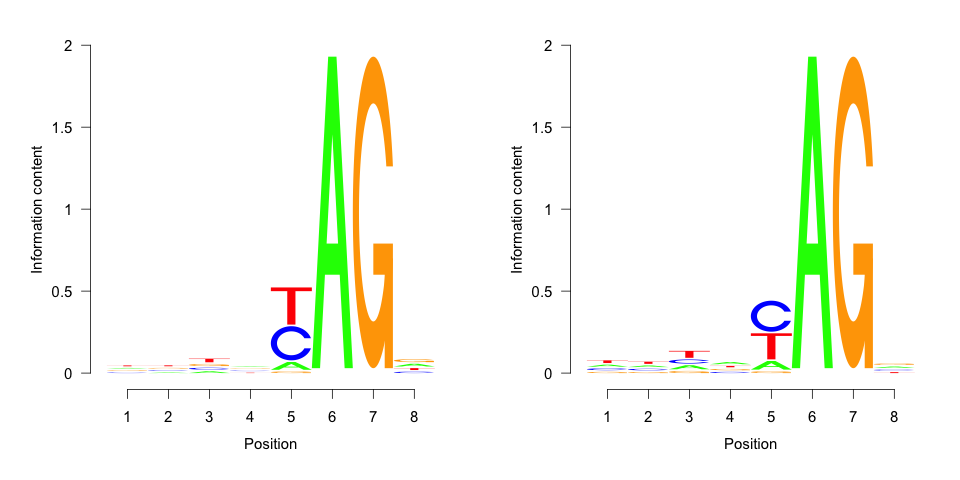 Information content
2
1.5
1
0.5
0
T
C
A
A
G
1 2 3 4 5 6 7 8
Position
Information content
2
1.5
1
0.5
0
C
T
A
T
A
G
1 2 3 4 5 6 7 8
Position